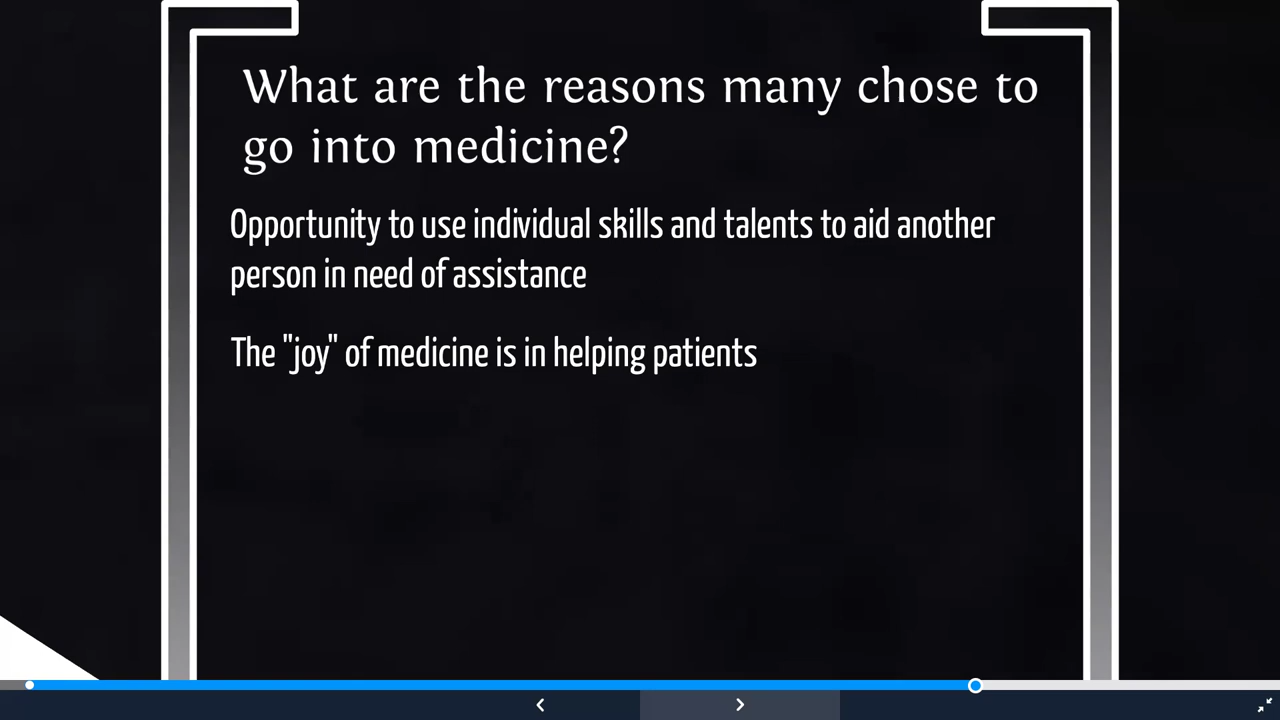 What are the reasons many chose to
go into medicine?
Opportunity to use individual skills and talents to aid another
person in need of assistance
The "joy" of medicine is in helping patients